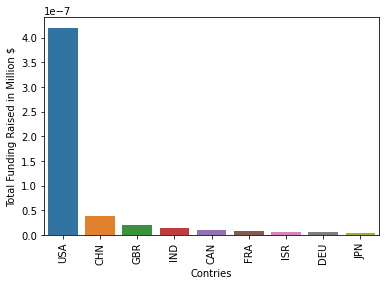 1e−7
Total Funding Raised in Million $
4.0
3.5
3.0
2.5
2.0
1.5
1.0
0.5
0.0
USA
CHN
GBR
IND
CAN
FRA
ISR
DEU
JPN
Contries